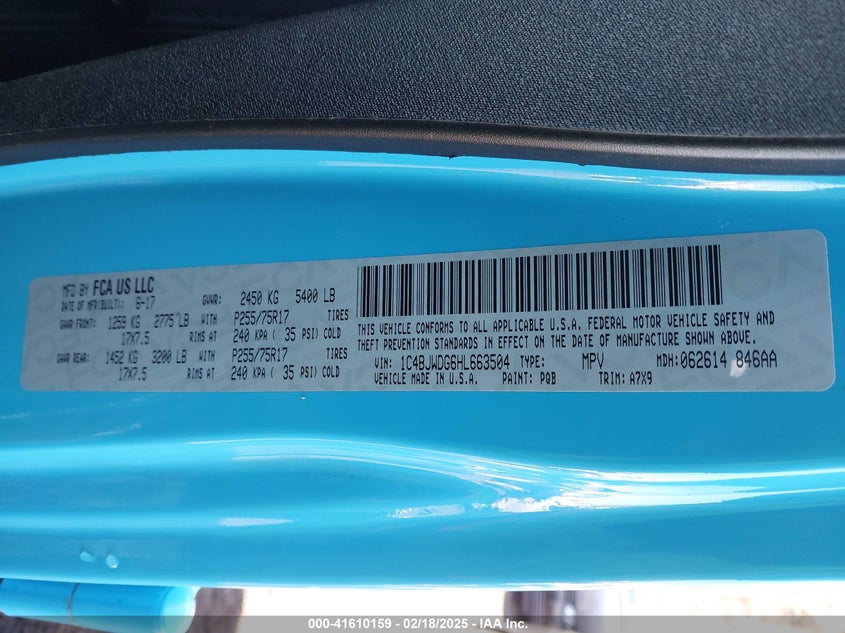 MFD BY FCA US LLC
DATE OF MFR(BUILT): 6-17 GVWR: 2450 KG 5400 LB
GAWR FRONT: 1259 KG 2775 LB WITH P255/75R17 TIRES
17X7.5 RIMS AT 240 KPA ( 35 PSI) COLD
GAWR REAR: 1452 KG 3200 LB WITH P255/75R17 TIRES
17X7.5 RIMS AT 240 KPA ( 35 PSI) COLD
THIS VEHICLE CONFORMS TO ALL APPLICABLE U.S.A. FEDERAL MOTOR VEHICLE SAFETY AND
THEFT PREVENTION STANDARDS IN EFFECT ON THE DATE OF MANUFACTURE SHOWN ABOVE.
VIN: 1C4BJWDG6HL663504 TYPE: MPV MDH:062614 846AA
VEHICLE MADE IN U.S.A. PAINT: PQB TRIM: A7X9
000-41610159 - 02/18/2025 - IAA Inc.